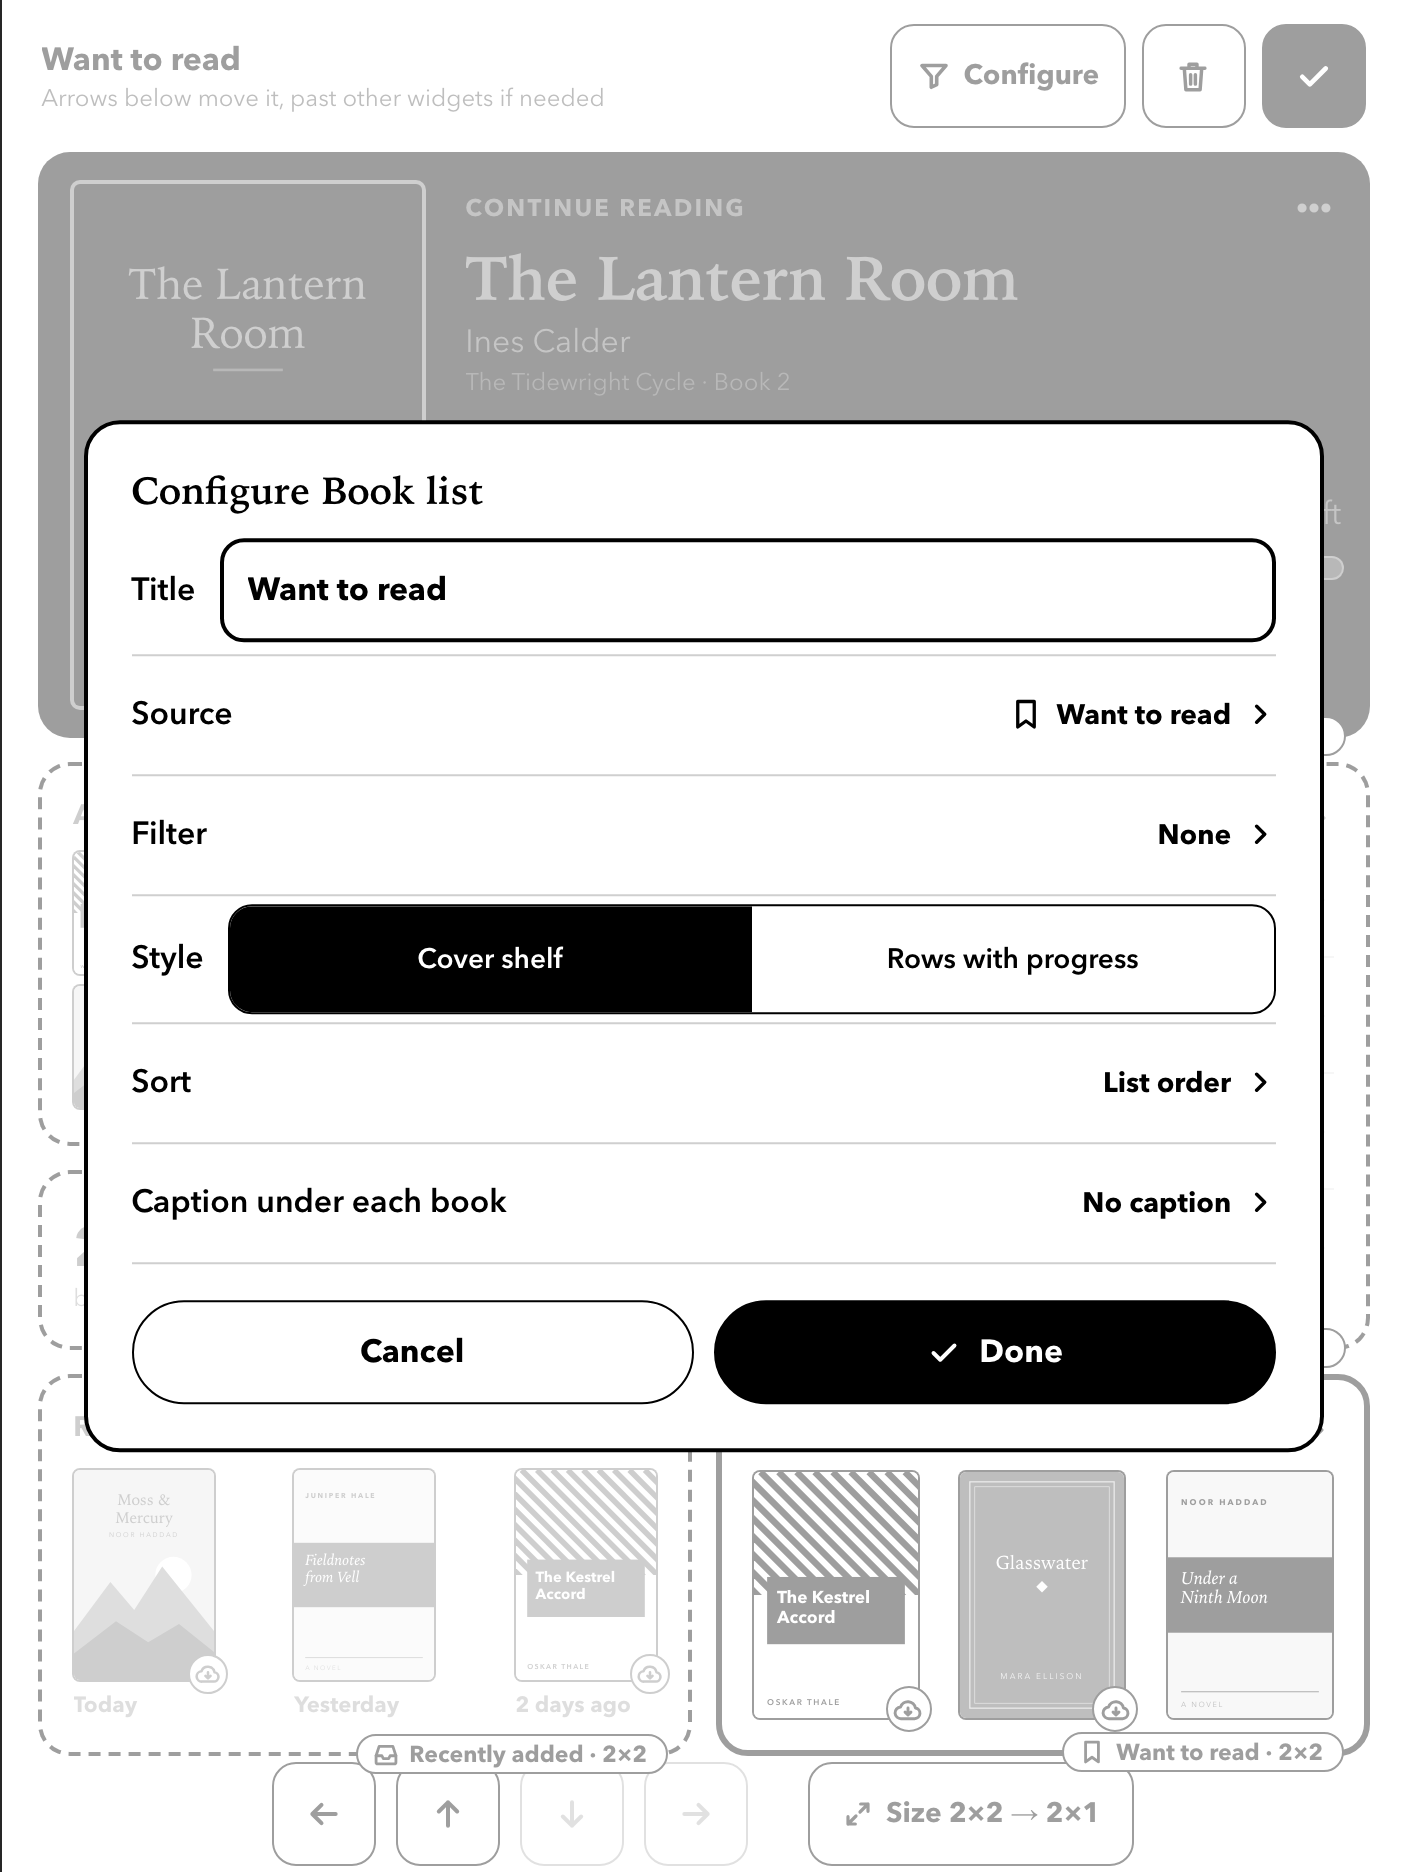 Want to read
Arrows below move it, past other widgets if needed
Configure
CONTINUE READING
The Lantern Room
The Lantern
Room
Ines Calder
The Tidewright Cycle · Book 2
Configure Book list
Title
Want to read
Source
Want to read
Filter
None
Style
Cover shelf
Rows with progress
Sort
List order
Caption under each book
No caption
Cancel
Done
Moss &
Mercury
NOOR HADDAD
JUNIPER HALE
Fieldnotes
from Vell
A NOVEL
The Kestrel
Accord
OSKAR THALE
Today
Yesterday
2 days ago
The Kestrel
Accord
OSKAR THALE
Glasswater
MARA ELLISON
NOOR HADDAD
Under a
Ninth Moon
A NOVEL
Recently added · 2×2
Want to read · 2×2
Size 2×2 → 2×1